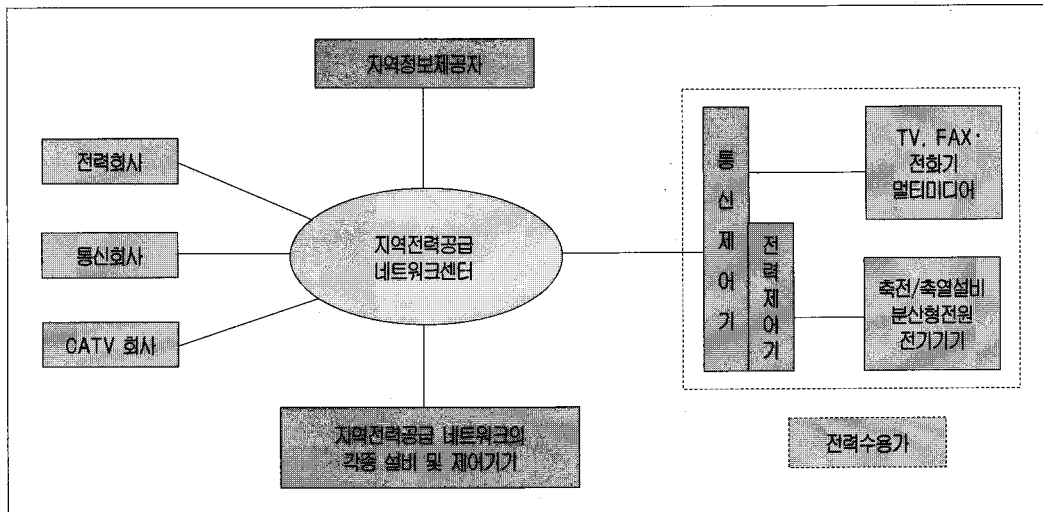 지역정보제공자
전력회사
통신회사
CATV 회사
지역전력공급
네트워크센터
지역전력공급 네트워크의
각종 설비 및 제어기기
통신제어기
전력제어기
TV, FAX·
전화기
멀티미디어
축전/축열설비
분산형전원
전기기기
전력수용가